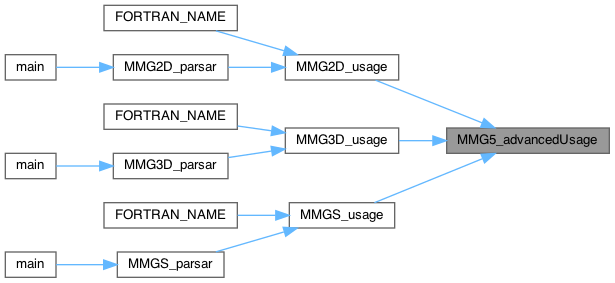 FORTRAN_NAME
main
MMG2D_parsar
MMG2D_usage
FORTRAN_NAME
MMG3D_usage
MMG5_advancedUsage
main
MMG3D_parsar
FORTRAN_NAME
MMGS_usage
main
MMGS_parsar